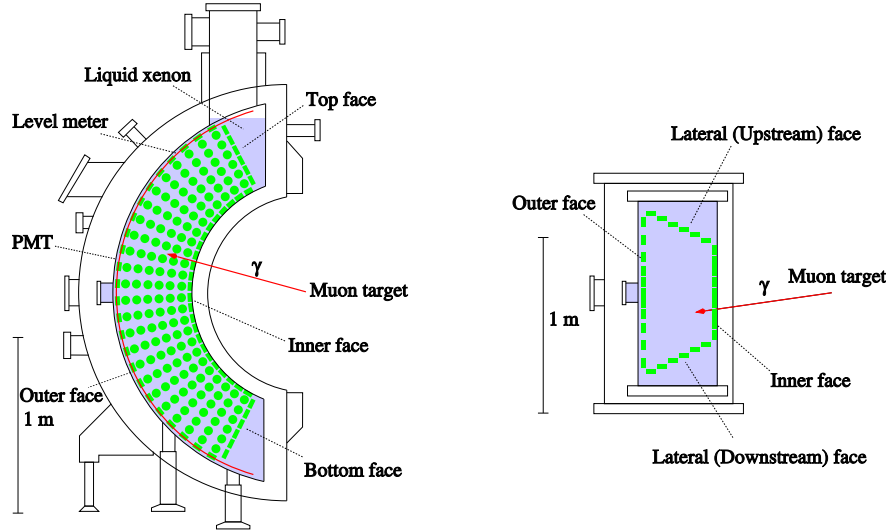 Liquid xenon
Top face
Level meter
PMT
γ
Muon target
Inner face
Outer face
1 m
Bottom face
Lateral (Upstream) face
Outer face
γ
Muon target
1 m
Inner face
Lateral (Downstream) face